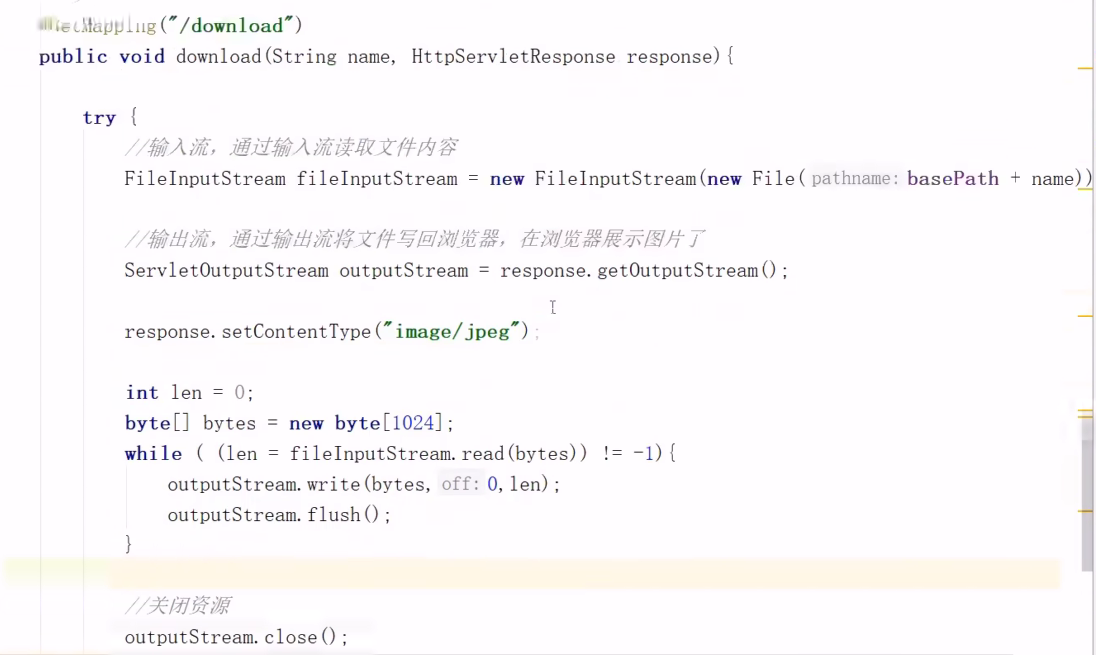 @GetMapping("/download")
public void download(String name, HttpServletResponse response){
try {
//输入流，通过输入流读取文件内容
FileInputStream fileInputStream = new FileInputStream(new File( pathname: basePath + name))
//输出流，通过输出流将文件写回浏览器，在浏览器展示图片了
ServletOutputStream outputStream = response.getOutputStream();
response.setContentType("image/jpeg");
int len = 0;
byte[] bytes = new byte[1024];
while ( (len = fileInputStream.read(bytes)) != -1){
outputStream.write(bytes, off: 0,len);
outputStream.flush();
}
//关闭资源
outputStream.close();